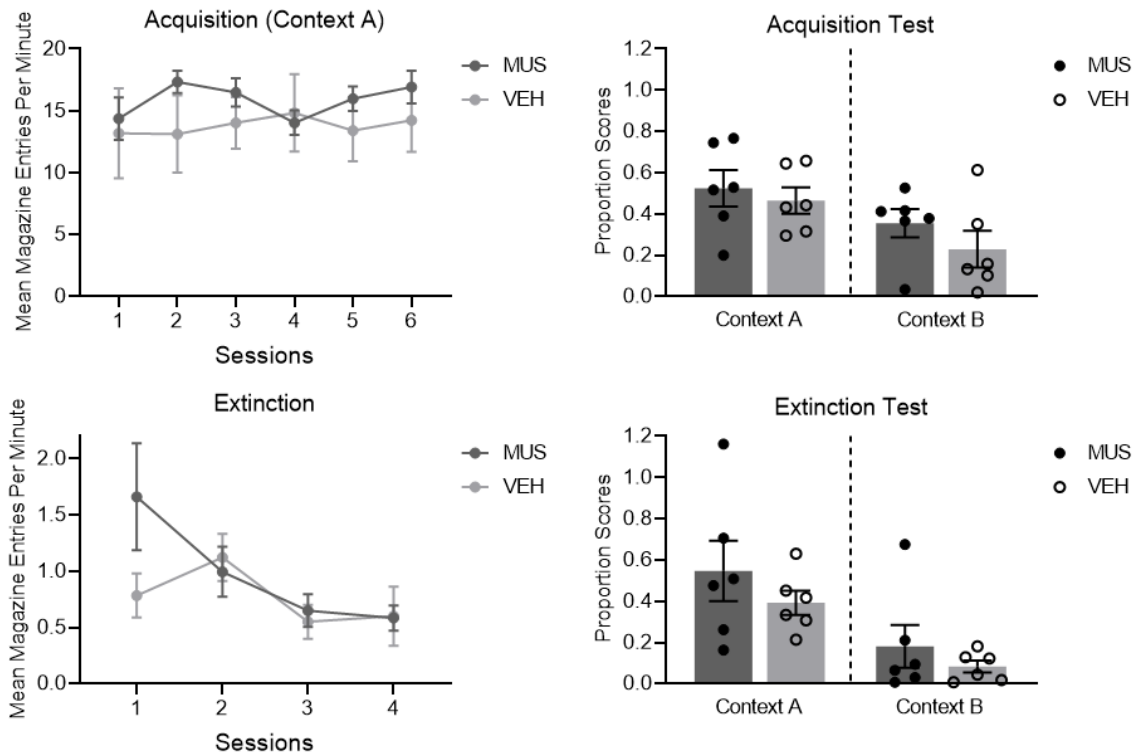 Acquisition (Context A)
Mean Magazine Entries Per Minute
20
15
10
5
0
1 2 3 4 5 6
Sessions
MUS
VEH
Acquisition Test
Proportion Scores
1.2
1.0
0.8
0.6
0.4
0.2
0.0
Context A Context B
MUS
VEH
Extinction
Mean Magazine Entries Per Minute
2.0
1.5
1.0
0.5
0.0
1 2 3 4
Sessions
MUS
VEH
Extinction Test
Proportion Scores
1.2
1.0
0.8
0.6
0.4
0.2
0.0
Context A Context B
MUS
VEH